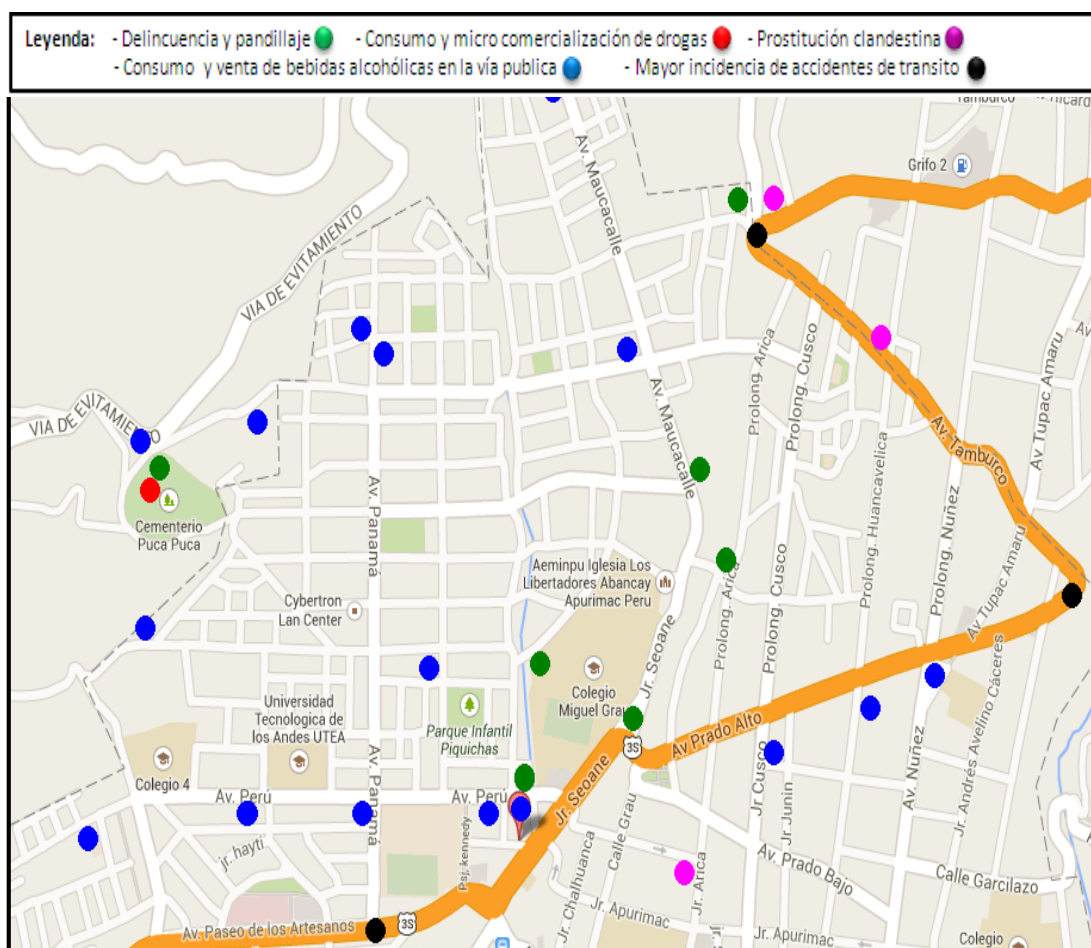 Leyenda: - Delincuencia y pandillaje - Consumo y micro comercialización de drogas - Prostitución clandestina
- Consumo y venta de bebidas alcohólicas en la vía publica - Mayor incidencia de accidentes de transito
Tamburco
Grifo 2
Av. Maucacalle
VIA DE EVITAMIENTO
Prolong. Arica
Prolong. Cusco
Av Tupac Amaru
VIA DE EVITAMIENTO
Av. Maucacalle
Av. Tamburco
Cementerio
Puca Puca
Av. Panamá
Prolong. Huancavelica
Prolong. Nuñez
Aeminpu Iglesia Los
Libertadores Abancay
Apurimac Peru
Cybertron
Lan Center
Prolong. Arica
Prolong. Cusco
Av Tupac Amaru
Jr. Seoane
Colegio
Miguel Grau
Universidad
Tecnologica de
los Andes UTEA
Parque Infantil
Piquichas
Colegio 4
Av Prado Alto
3S
Jr. Andrés Avelino Cáceres
Av. Panamá
Av. Perú
Av. Perú
Jr. Seoane
Jr Cusco
Jr. Junin
Av. Nuñez
jr. hayti
Psj. kennedy
Jr. Chalhuanca
Calle Grau
Jr. Arica
Av. Prado Bajo
Calle Garcilazo
Av. Paseo de los Artesanos
3S
Jr. Apurimac
Jr. Apurimac
Colegio